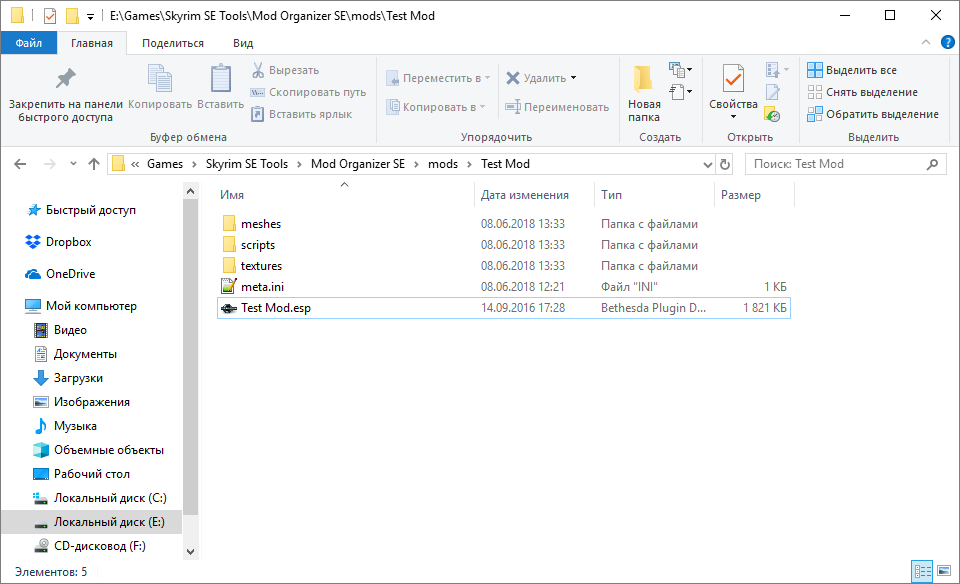 E:\Games\Skyrim SE Tools\Mod Organizer SE\mods\Test Mod
Файл Главная Поделиться Вид
Закрепить на панели быстрого доступа
Копировать
Вставить
Вырезать
Скопировать путь
Вставить ярлык
Буфер обмена
Переместить в
Копировать в
Удалить
Переименовать
Упорядочить
Новая папка
Создать
Свойства
Открыть
Выделить все
Снять выделение
Обратить выделение
Выделить
« Games › Skyrim SE Tools › Mod Organizer SE › mods › Test Mod
Поиск: Test Mod
Быстрый доступ
Dropbox
OneDrive
Мой компьютер
Видео
Документы
Загрузки
Изображения
Музыка
Объемные объекты
Рабочий стол
Локальный диск (C:)
Локальный диск (E:)
CD-дисковод (F:)
Имя Дата изменения Тип Размер
meshes 08.06.2018 13:33 Папка с файлами
scripts 08.06.2018 13:33 Папка с файлами
textures 08.06.2018 13:33 Папка с файлами
meta.ini 08.06.2018 12:21 Файл "INI" 1 КБ
Test Mod.esp 14.09.2016 17:28 Bethesda Plugin D... 1 821 КБ
Элементов: 5